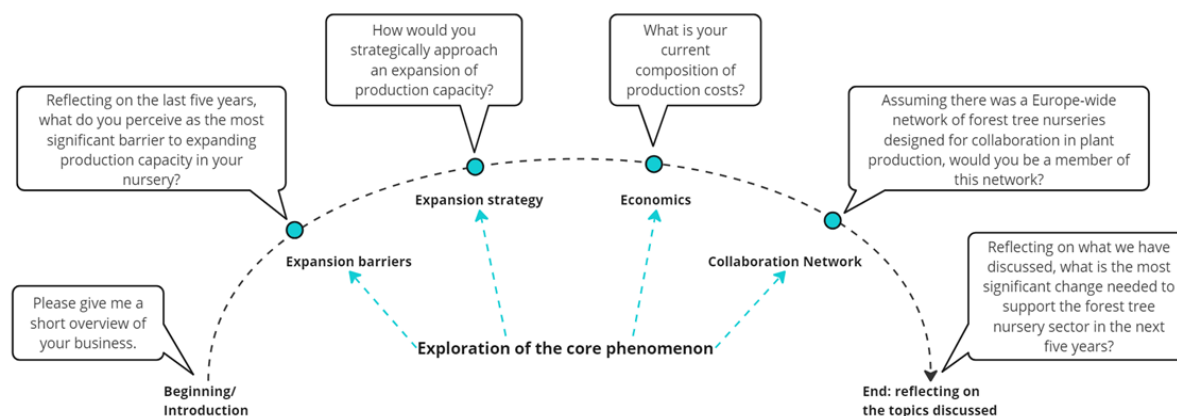 Please give me a
short overview of
your business.
Beginning/
Introduction
Reflecting on the last five years,
what do you perceive as the most
significant barrier to expanding
production capacity in your
nursery?
Expansion barriers
How would you
strategically approach
an expansion of
production capacity?
Expansion strategy
What is your
current
composition of
production costs?
Economics
Assuming there was a Europe-wide
network of forest tree nurseries
designed for collaboration in plant
production, would you be a member of
this network?
Collaboration Network
Exploration of the core phenomenon
Reflecting on what we have
discussed, what is the most
significant change needed to
support the forest tree
nursery sector in the next
five years?
End: reflecting on
the topics discussed